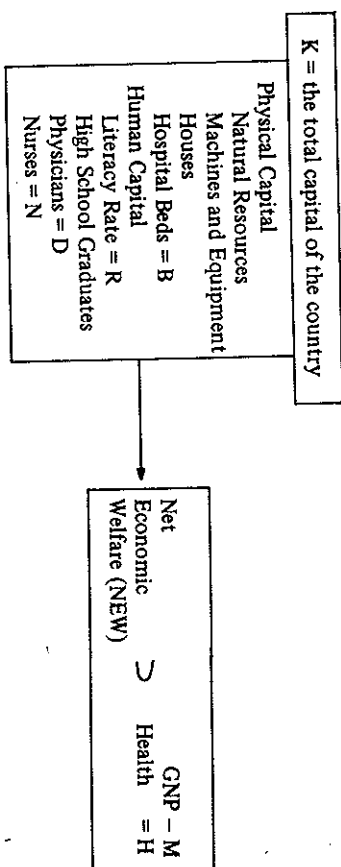 K = the total capital of the country
Physical Capital
Natural Resources
Machines and Equipment
Houses
Hospital Beds = B
Human Capital
Literacy Rate = R
High School Graduates
Physicians = D
Nurses = N
Net
Economic
Welfare (NEW) ⊃
GNP – M
Health = H